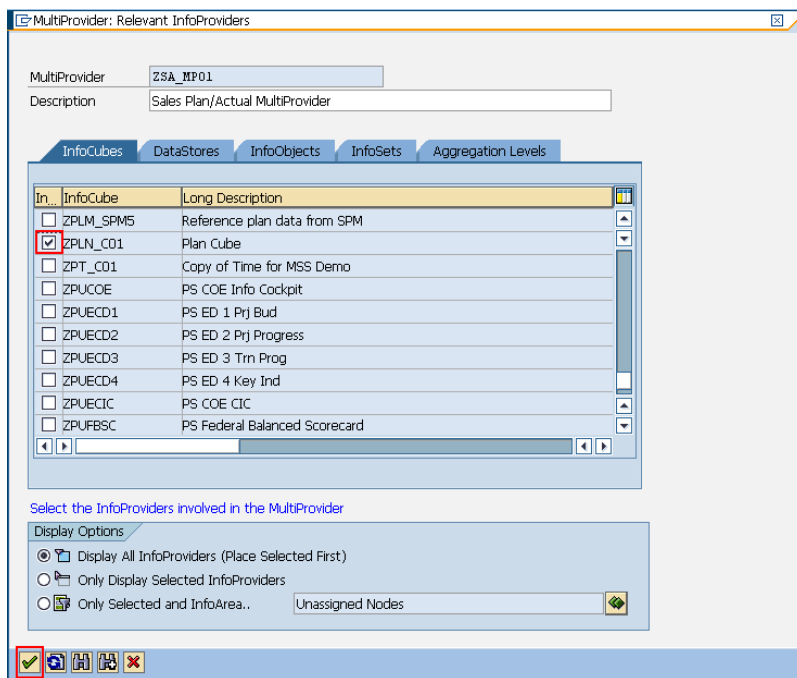 MultiProvider: Relevant InfoProviders
MultiProvider ZSA_MP01
Description Sales Plan/Actual MultiProvider
InfoCubes DataStores InfoObjects InfoSets Aggregation Levels
In... InfoCube Long Description
ZPLM_SPM5 Reference plan data from SPM
ZPLN_C01 Plan Cube
ZPT_C01 Copy of Time for MSS Demo
ZPUCOE PS COE Info Cockpit
ZPUECD1 PS ED 1 Prj Bud
ZPUECD2 PS ED 2 Prj Progress
ZPUECD3 PS ED 3 Trn Prog
ZPUECD4 PS ED 4 Key Ind
ZPUECIC PS COE CIC
ZPUFBSC PS Federal Balanced Scorecard
Select the InfoProviders involved in the MultiProvider
Display Options
Display All InfoProviders (Place Selected First)
Only Display Selected InfoProviders
Only Selected and InfoArea.. Unassigned Nodes